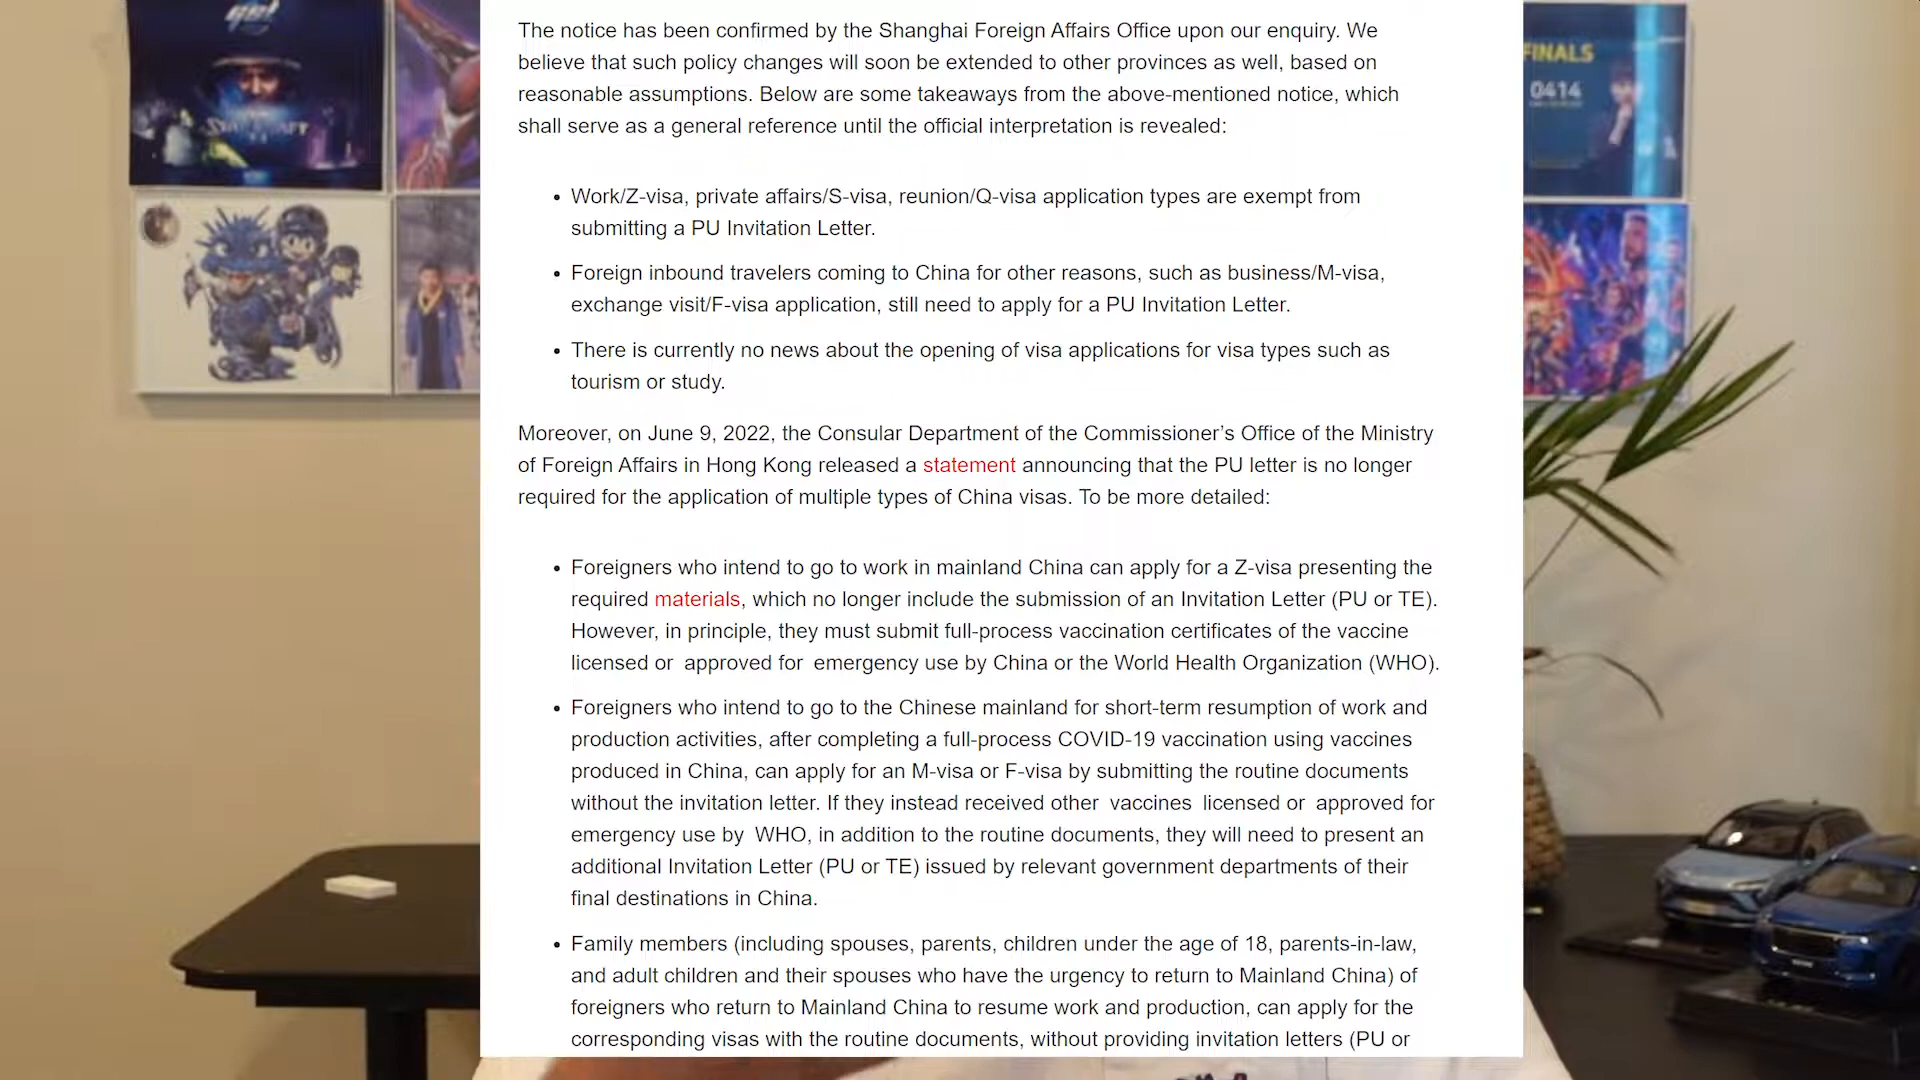 The notice has been confirmed by the Shanghai Foreign Affairs Office upon our enquiry. We
believe that such policy changes will soon be extended to other provinces as well, based on
reasonable assumptions. Below are some takeaways from the above-mentioned notice, which
shall serve as a general reference until the official interpretation is revealed:
• Work/Z-visa, private affairs/S-visa, reunion/Q-visa application types are exempt from
submitting a PU Invitation Letter.
• Foreign inbound travelers coming to China for other reasons, such as business/M-visa,
exchange visit/F-visa application, still need to apply for a PU Invitation Letter.
• There is currently no news about the opening of visa applications for visa types such as
tourism or study.
Moreover, on June 9, 2022, the Consular Department of the Commissioner’s Office of the Ministry
of Foreign Affairs in Hong Kong released a statement announcing that the PU letter is no longer
required for the application of multiple types of China visas. To be more detailed:
• Foreigners who intend to go to work in mainland China can apply for a Z-visa presenting the
required materials, which no longer include the submission of an Invitation Letter (PU or TE).
However, in principle, they must submit full-process vaccination certificates of the vaccine
licensed or approved for emergency use by China or the World Health Organization (WHO).
• Foreigners who intend to go to the Chinese mainland for short-term resumption of work and
production activities, after completing a full-process COVID-19 vaccination using vaccines
produced in China, can apply for an M-visa or F-visa by submitting the routine documents
without the invitation letter. If they instead received other vaccines licensed or approved for
emergency use by WHO, in addition to the routine documents, they will need to present an
additional Invitation Letter (PU or TE) issued by relevant government departments of their
final destinations in China.
• Family members (including spouses, parents, children under the age of 18, parents-in-law,
and adult children and their spouses who have the urgency to return to Mainland China) of
foreigners who return to Mainland China to resume work and production, can apply for the
corresponding visas with the routine documents, without providing invitation letters (PU or
FINALS
0414